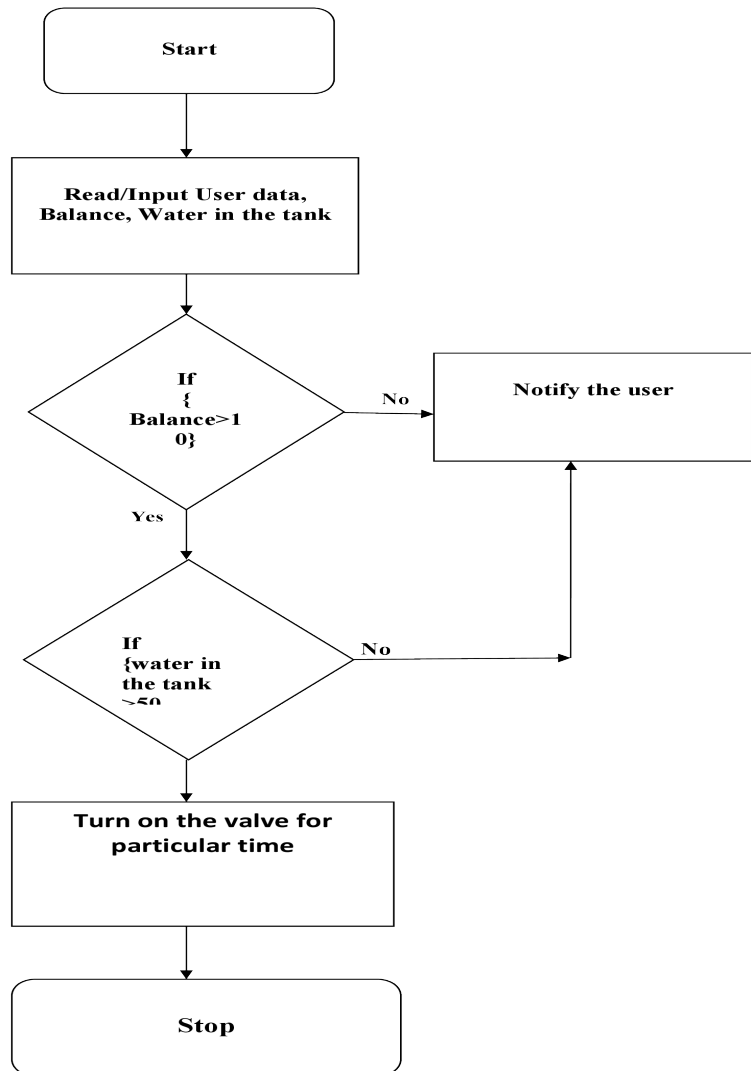 Start
Read/Input User data,
Balance, Water in the tank
If
{
Balance>1
0}
No
Notify the user
Yes
If
{water in
the tank
>50
No
Turn on the valve for
particular time
Stop